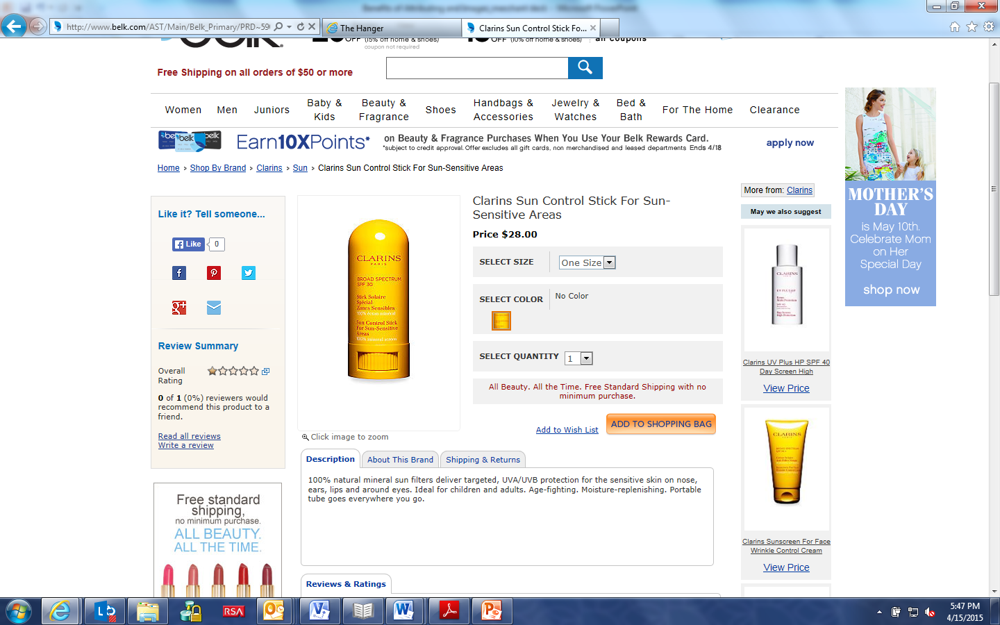 Benefits of Attributing and Images_merchant deck - Microsoft PowerPoint
http://www.belk.com/AST/Main/Belk_Primary/PRD~59
The Hanger
Clarins Sun Control Stick Fo...
belk
OFF (15% off home & shoes)
coupon not required
OFF (10% off home & shoes)
all coupons
Free Shipping on all orders of $50 or more
Women
Men
Juniors
Baby &
Kids
Beauty &
Fragrance
Shoes
Handbags &
Accessories
Jewelry &
Watches
Bed &
Bath
For The Home
Clearance
belk belk
Earn10XPoints*
on Beauty & Fragrance Purchases When You Use Your Belk Rewards Card.
*subject to credit approval. Offer excludes all gift cards, non merchandised and leased departments Ends 4/18
apply now
Home › Shop By Brand › Clarins › Sun › Clarins Sun Control Stick For Sun-Sensitive Areas
Like it? Tell someone...
Like 0
Review Summary
Overall
Rating
0 of 1 (0%) reviewers would
recommend this product to a
friend.
Read all reviews
Write a review
Free standard
shipping,
no minimum purchase.
ALL BEAUTY.
ALL THE TIME.
CLARINS
PARIS
BROAD SPECTRUM
SPF 30
Stick Solaire
Spécial
Zones Sensibles
100% écran minéral
Sun Control Stick
For Sun-Sensitive
Areas
100% mineral screen
Click image to zoom
Clarins Sun Control Stick For Sun-
Sensitive Areas
Price $28.00
SELECT SIZE
One Size
SELECT COLOR
No Color
SELECT QUANTITY
1
All Beauty. All the Time. Free Standard Shipping with no
minimum purchase.
Add to Wish List
ADD TO SHOPPING BAG
Description
About This Brand
Shipping & Returns
100% natural mineral sun filters deliver targeted, UVA/UVB protection for the sensitive skin on nose,
ears, lips and around eyes. Ideal for children and adults. Age-fighting. Moisture-replenishing. Portable
tube goes everywhere you go.
Reviews & Ratings
More from: Clarins
May we also suggest
CLARINS
Clarins UV Plus HP SPF 40
Day Screen High
View Price
CLARINS
Clarins Sunscreen For Face
Wrinkle Control Cream
View Price
MOTHER'S
DAY
is May 10th.
Celebrate Mom
on Her
Special Day
shop now
RSA
5:47 PM
4/15/2015